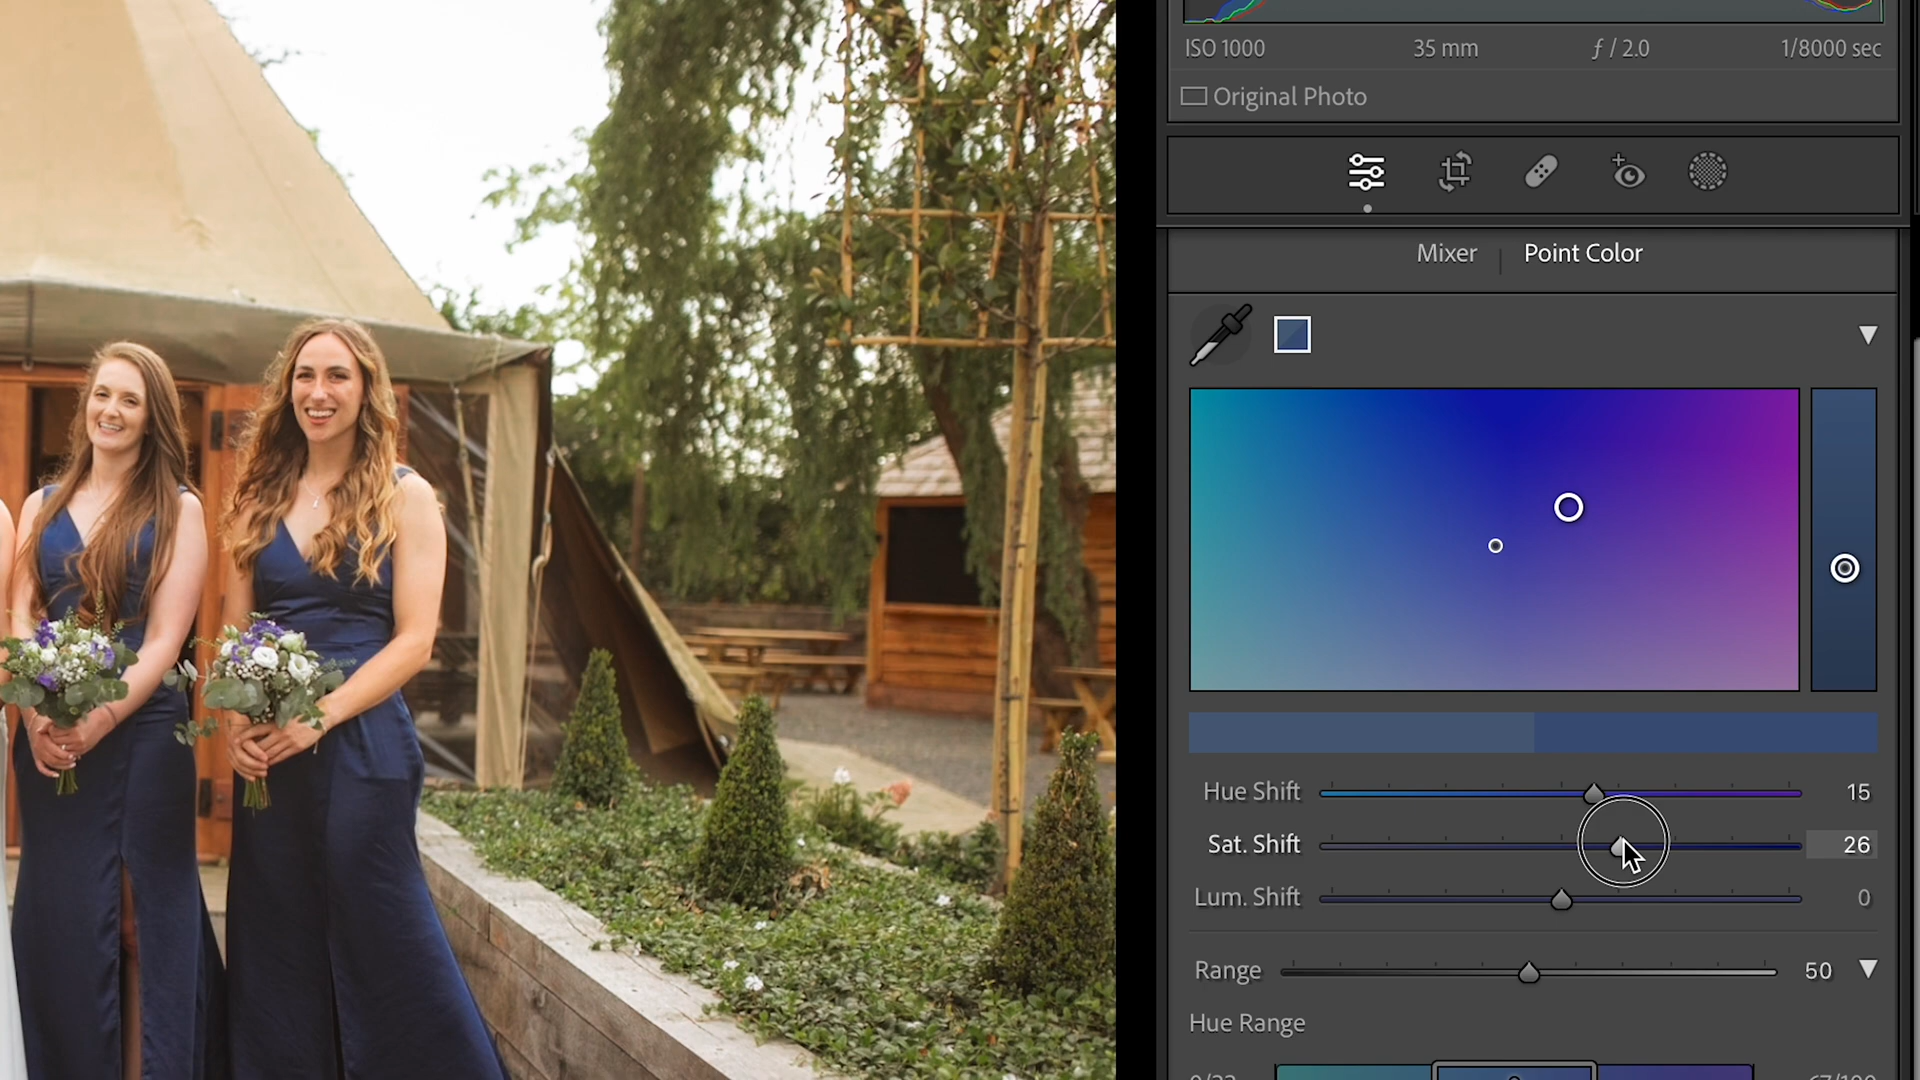 ISO 1000 35 mm ƒ / 2.0 1/8000 sec
Original Photo
Mixer | Point Color
Hue Shift 15
Sat. Shift 26
Lum. Shift 0
Range 50
Hue Range